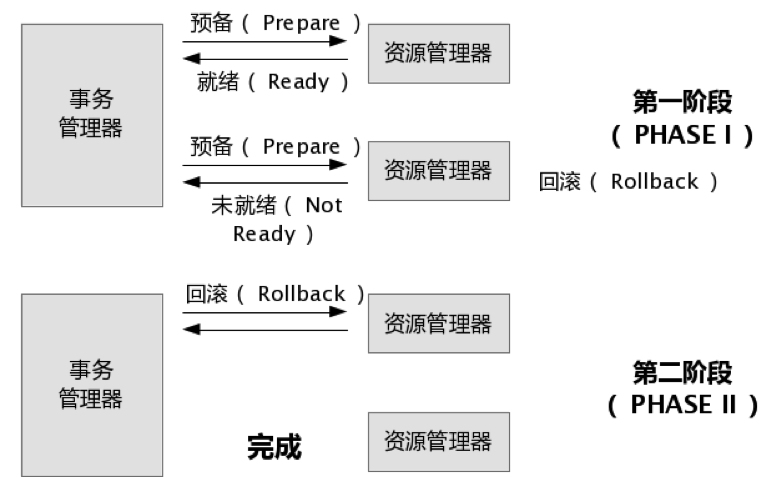 预备( Prepare )
资源管理器
就绪( Ready )
事务
管理器
第一阶段
( PHASE I )
预备( Prepare )
资源管理器
回滚( Rollback )
未就绪( Not
Ready )
回滚( Rollback )
资源管理器
事务
管理器
第二阶段
( PHASE II )
完成
资源管理器